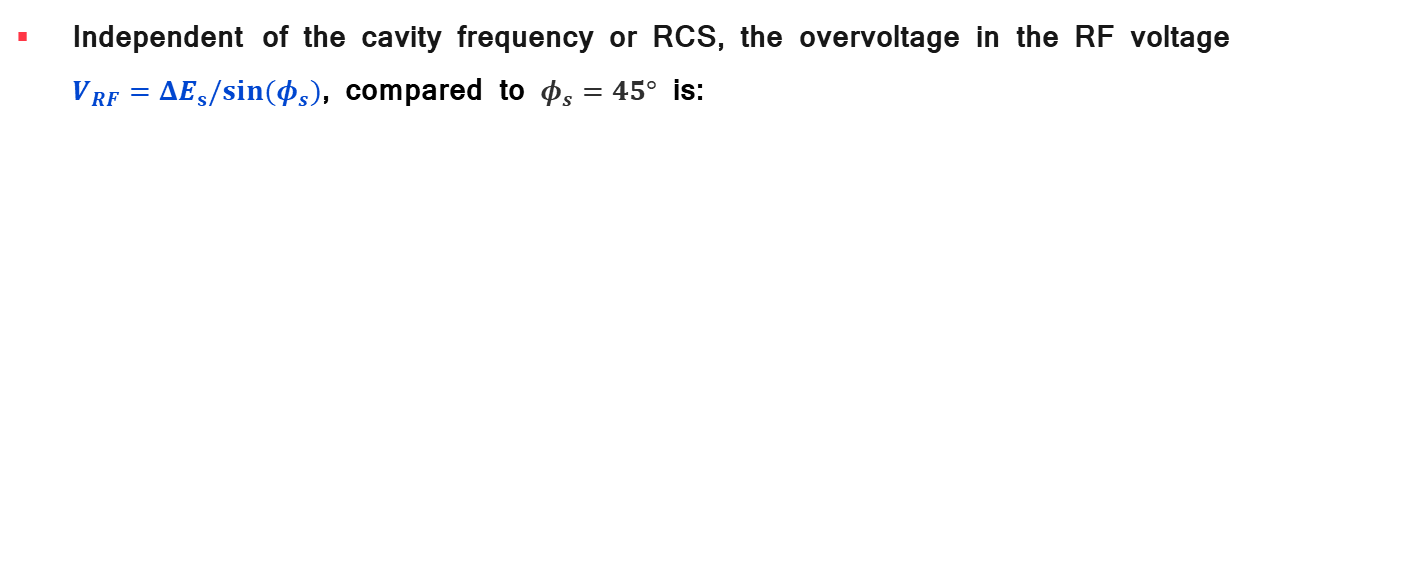 ▪ Independent of the cavity frequency or RCS, the overvoltage in the RF voltage
V_RF = ΔE_s/sin(ϕ_s), compared to ϕ_s = 45° is: